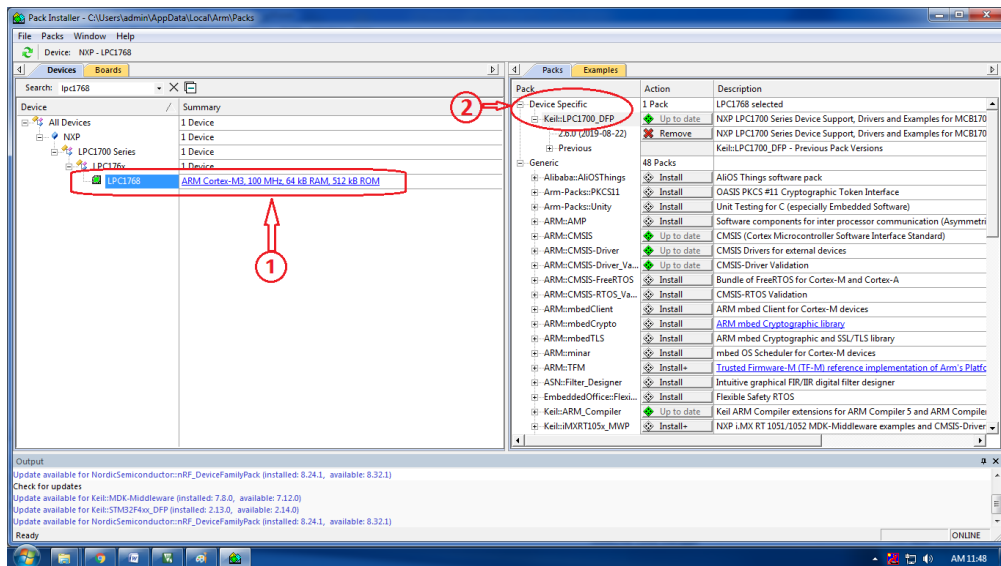 Pack Installer - C:\Users\admin\AppData\Local\Arm\Packs
File Packs Window Help
Device: NXP - LPC1768
Devices Boards
Search: lpc1768
Device / Summary
All Devices 1 Device
NXP 1 Device
LPC1700 Series 1 Device
LPC176x 1 Device
LPC1768 ARM Cortex-M3, 100 MHz, 64 kB RAM, 512 kB ROM
1
2
Packs Examples
Pack Action Description
Device Specific 1 Pack LPC1768 selected
Keil::LPC1700_DFP Up to date NXP LPC1700 Series Device Support, Drivers and Examples for MCB170
2.6.0 (2019-08-22) Remove NXP LPC1700 Series Device Support, Drivers and Examples for MCB170
Previous Keil::LPC1700_DFP - Previous Pack Versions
Generic 48 Packs
Alibaba::AliOSThings Install AliOS Things software pack
Arm-Packs::PKCS11 Install OASIS PKCS #11 Cryptographic Token Interface
Arm-Packs::Unity Install Unit Testing for C (especially Embedded Software)
ARM::AMP Install Software components for inter processor communication (Asymmetri
ARM::CMSIS Up to date CMSIS (Cortex Microcontroller Software Interface Standard)
ARM::CMSIS-Driver Up to date CMSIS Drivers for external devices
ARM::CMSIS-Driver_Va... Up to date CMSIS-Driver Validation
ARM::CMSIS-FreeRTOS Install Bundle of FreeRTOS for Cortex-M and Cortex-A
ARM::CMSIS-RTOS_Va... Install CMSIS-RTOS Validation
ARM::mbedClient Install ARM mbed Client for Cortex-M devices
ARM::mbedCrypto Install ARM mbed Cryptographic library
ARM::mbedTLS Install ARM mbed Cryptographic and SSL/TLS library
ARM::minar Install mbed OS Scheduler for Cortex-M devices
ARM::TFM Install+ Trusted Firmware-M (TF-M) reference implementation of Arm's Platfc
ASN::Filter_Designer Install Intuitive graphical FIR/IIR digital filter designer
EmbeddedOffice::Flexi... Install Flexible Safety RTOS
Keil::ARM_Compiler Up to date Keil ARM Compiler extensions for ARM Compiler 5 and ARM Compiler
Keil::iMXRT105x_MWP Install+ NXP i.MX RT 1051/1052 MDK-Middleware examples and CMSIS-Driver
Output
Update available for NordicSemiconductor::nRF_DeviceFamilyPack (installed: 8.24.1, available: 8.32.1)
Check for updates
Update available for Keil::MDK-Middleware (installed: 7.8.0, available: 7.12.0)
Update available for Keil::STM32F4xx_DFP (installed: 2.13.0, available: 2.14.0)
Update available for NordicSemiconductor::nRF_DeviceFamilyPack (installed: 8.24.1, available: 8.32.1)
Ready ONLINE
AM 11:48